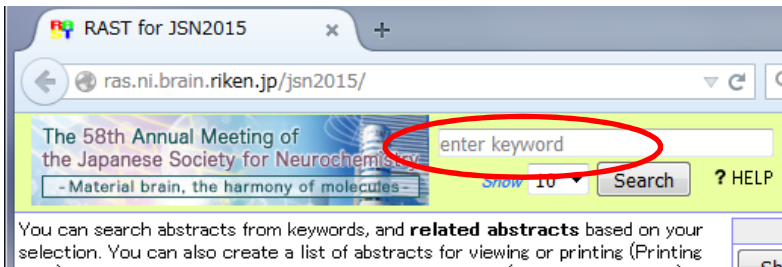 RAST for JSN2015
ras.ni.brain.riken.jp/jsn2015/
The 58th Annual Meeting of
the Japanese Society for Neurochemistry
- Material brain, the harmony of molecules -
enter keyword
Show 10 Search ? HELP
You can search abstracts from keywords, and related abstracts based on your
selection. You can also create a list of abstracts for viewing or printing (Printing